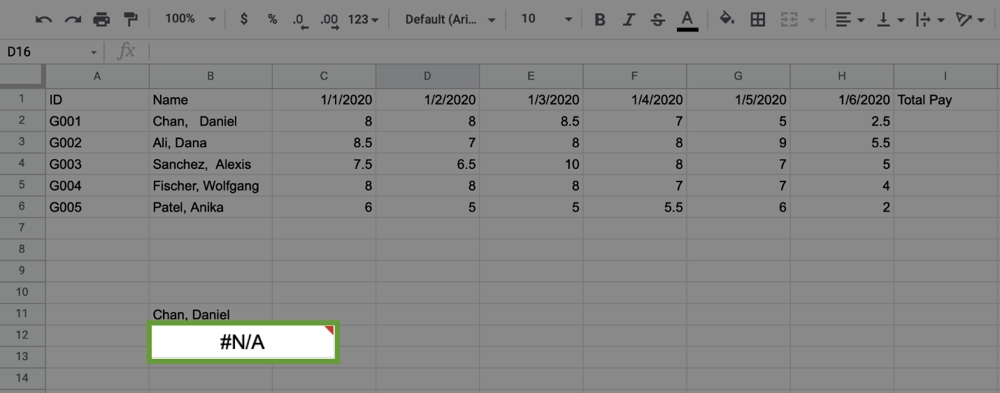 100% $ % .0 .00 123 Default (Ari... 10 B I S A
D16 fx
A B C D E F G H I
1 ID Name 1/1/2020 1/2/2020 1/3/2020 1/4/2020 1/5/2020 1/6/2020 Total Pay
2 G001 Chan,   Daniel 8 8 8.5 7 5 2.5
3 G002 Ali, Dana 8.5 7 8 8 9 5.5
4 G003 Sanchez,  Alexis 7.5 6.5 10 8 7 5
5 G004 Fischer, Wolfgang 8 8 8 7 7 4
6 G005 Patel, Anika 6 5 5 5.5 6 2
7
8
9
10
11 Chan, Daniel
12 #N/A
13
14